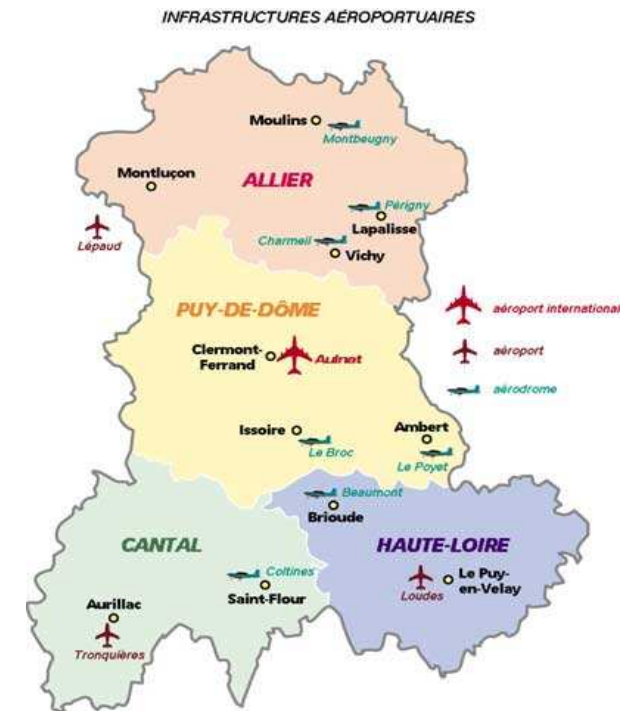 INFRASTRUCTURES AÉROPORTUAIRES
Moulins
Montbeugny
Montluçon
ALLIER
Périgny
Lapalisse
Lépaud
Charmeil
Vichy
PUY-DE-DÔME
aéroport international
Clermont-
Ferrand
Aulnat
aéroport
aérodrome
Issoire
Le Broc
Ambert
Le Poyet
Beaumont
Brioude
CANTAL
HAUTE-LOIRE
Coltines
Saint-Flour
Loudes
Le Puy-
en-Velay
Aurillac
Tronquières